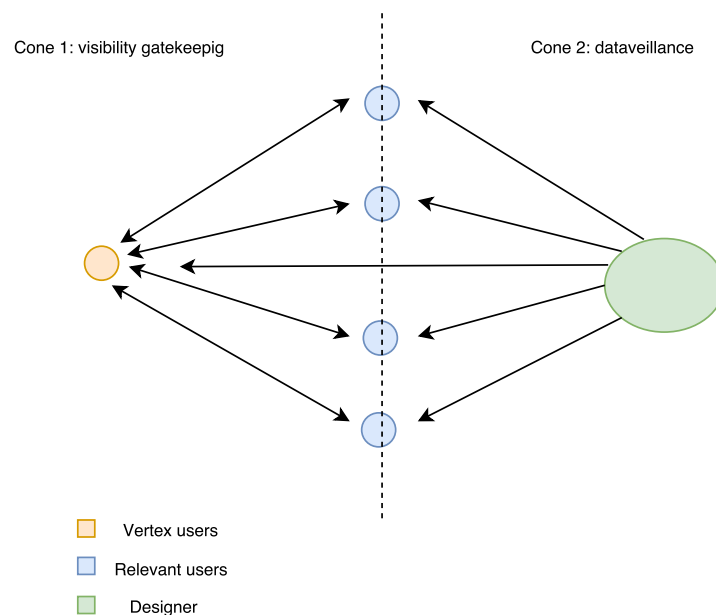 Cone 1: visibility gatekeepig
Cone 2: dataveillance
Vertex users
Relevant users
Designer